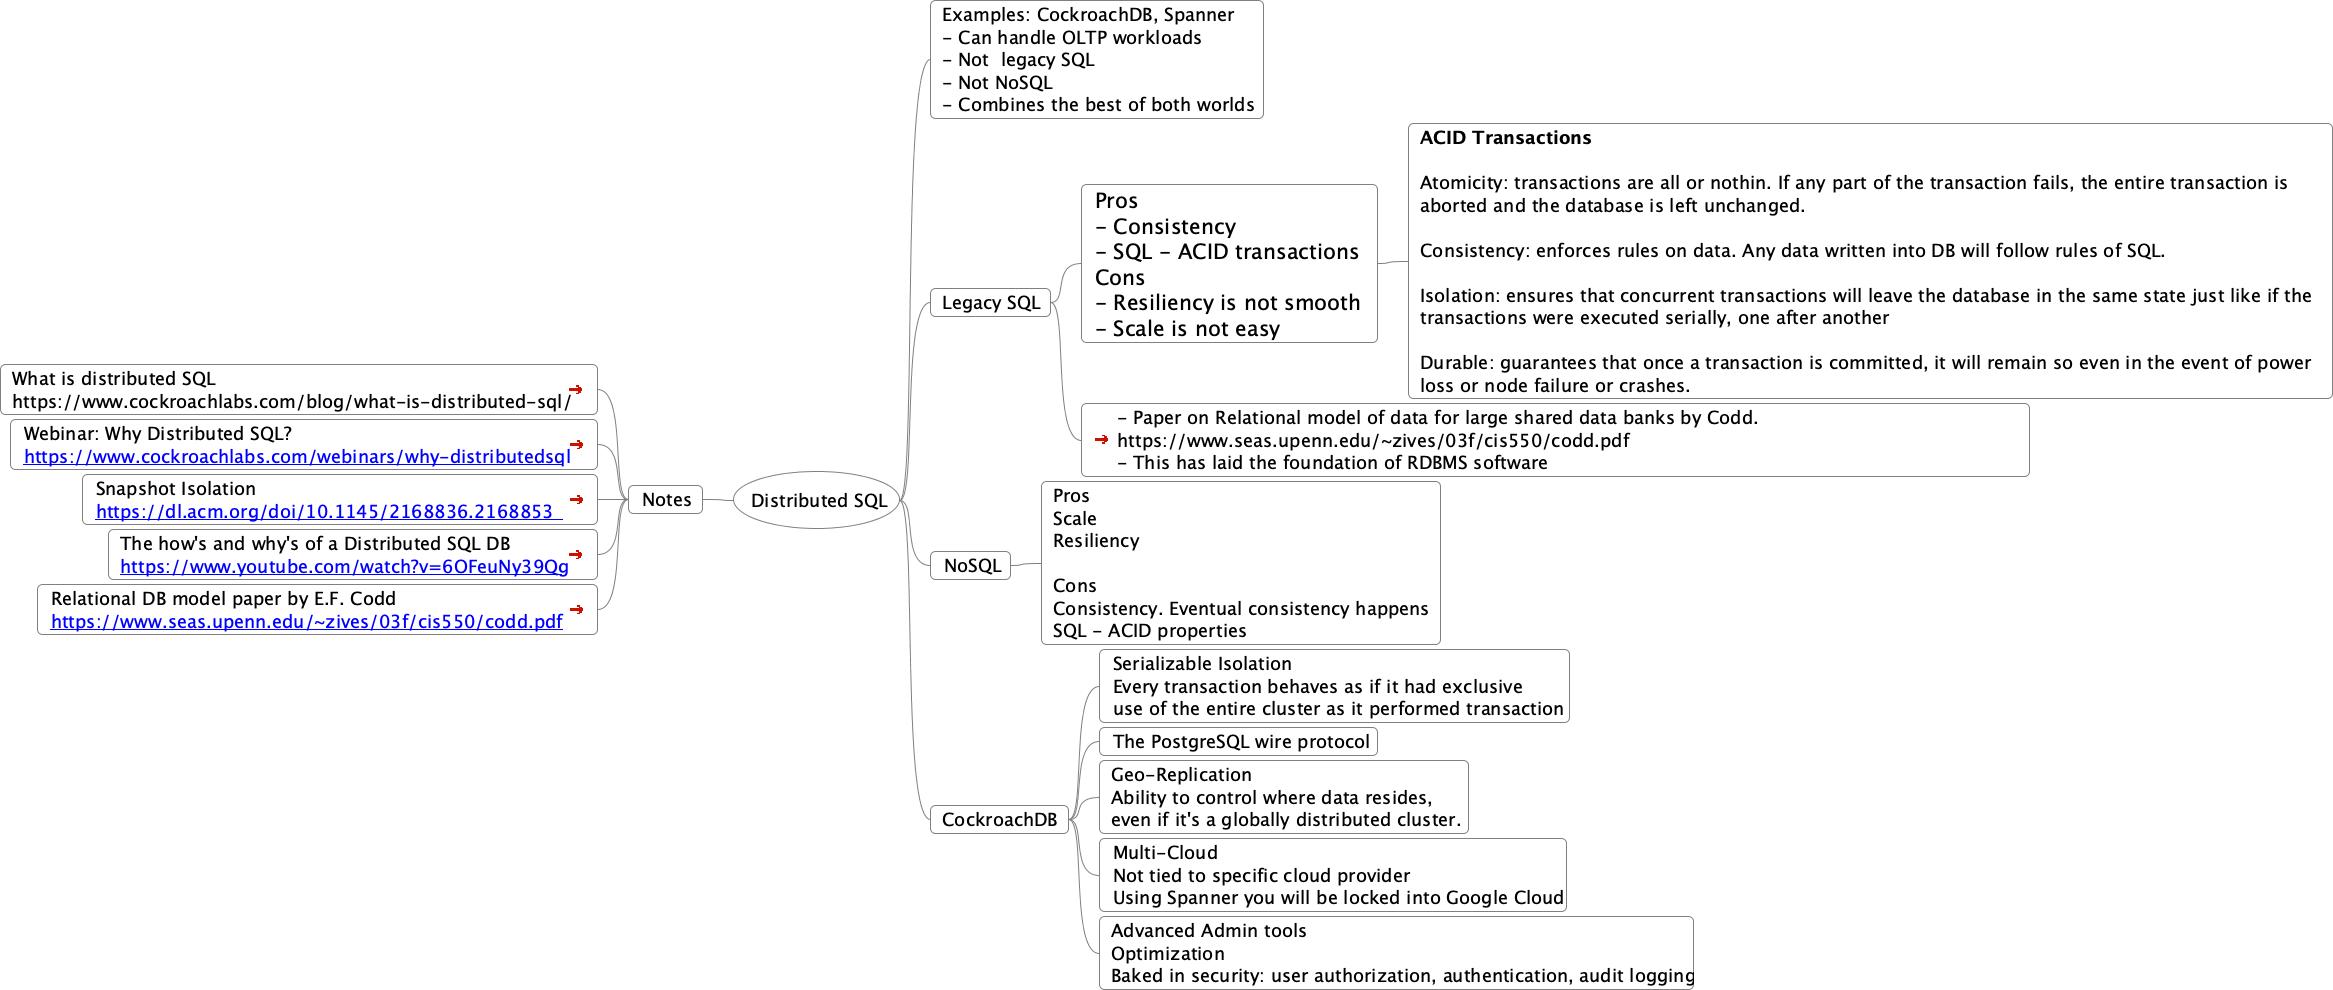 Examples: CockroachDB, Spanner
- Can handle OLTP workloads
- Not  legacy SQL
- Not NoSQL
- Combines the best of both worlds
ACID Transactions
Atomicity: transactions are all or nothin. If any part of the transaction fails, the entire transaction is
aborted and the database is left unchanged.
Consistency: enforces rules on data. Any data written into DB will follow rules of SQL.
Isolation: ensures that concurrent transactions will leave the database in the same state just like if the
transactions were executed serially, one after another
Durable: guarantees that once a transaction is committed, it will remain so even in the event of power
loss or node failure or crashes.
Pros
- Consistency
- SQL - ACID transactions
Cons
- Resiliency is not smooth
- Scale is not easy
Legacy SQL
- Paper on Relational model of data for large shared data banks by Codd.
https://www.seas.upenn.edu/~zives/03f/cis550/codd.pdf
- This has laid the foundation of RDBMS software
What is distributed SQL
https://www.cockroachlabs.com/blog/what-is-distributed-sql/
Webinar: Why Distributed SQL?
https://www.cockroachlabs.com/webinars/why-distributedsql
Snapshot Isolation
https://dl.acm.org/doi/10.1145/2168836.2168853
The how's and why's of a Distributed SQL DB
https://www.youtube.com/watch?v=6OFeuNy39Qg
Relational DB model paper by E.F. Codd
https://www.seas.upenn.edu/~zives/03f/cis550/codd.pdf
Notes
Distributed SQL
NoSQL
Pros
Scale
Resiliency
Cons
Consistency. Eventual consistency happens
SQL - ACID properties
CockroachDB
Serializable Isolation
Every transaction behaves as if it had exclusive
use of the entire cluster as it performed transaction
The PostgreSQL wire protocol
Geo-Replication
Ability to control where data resides,
even if it's a globally distributed cluster.
Multi-Cloud
Not tied to specific cloud provider
Using Spanner you will be locked into Google Cloud
Advanced Admin tools
Optimization
Baked in security: user authorization, authentication, audit logging